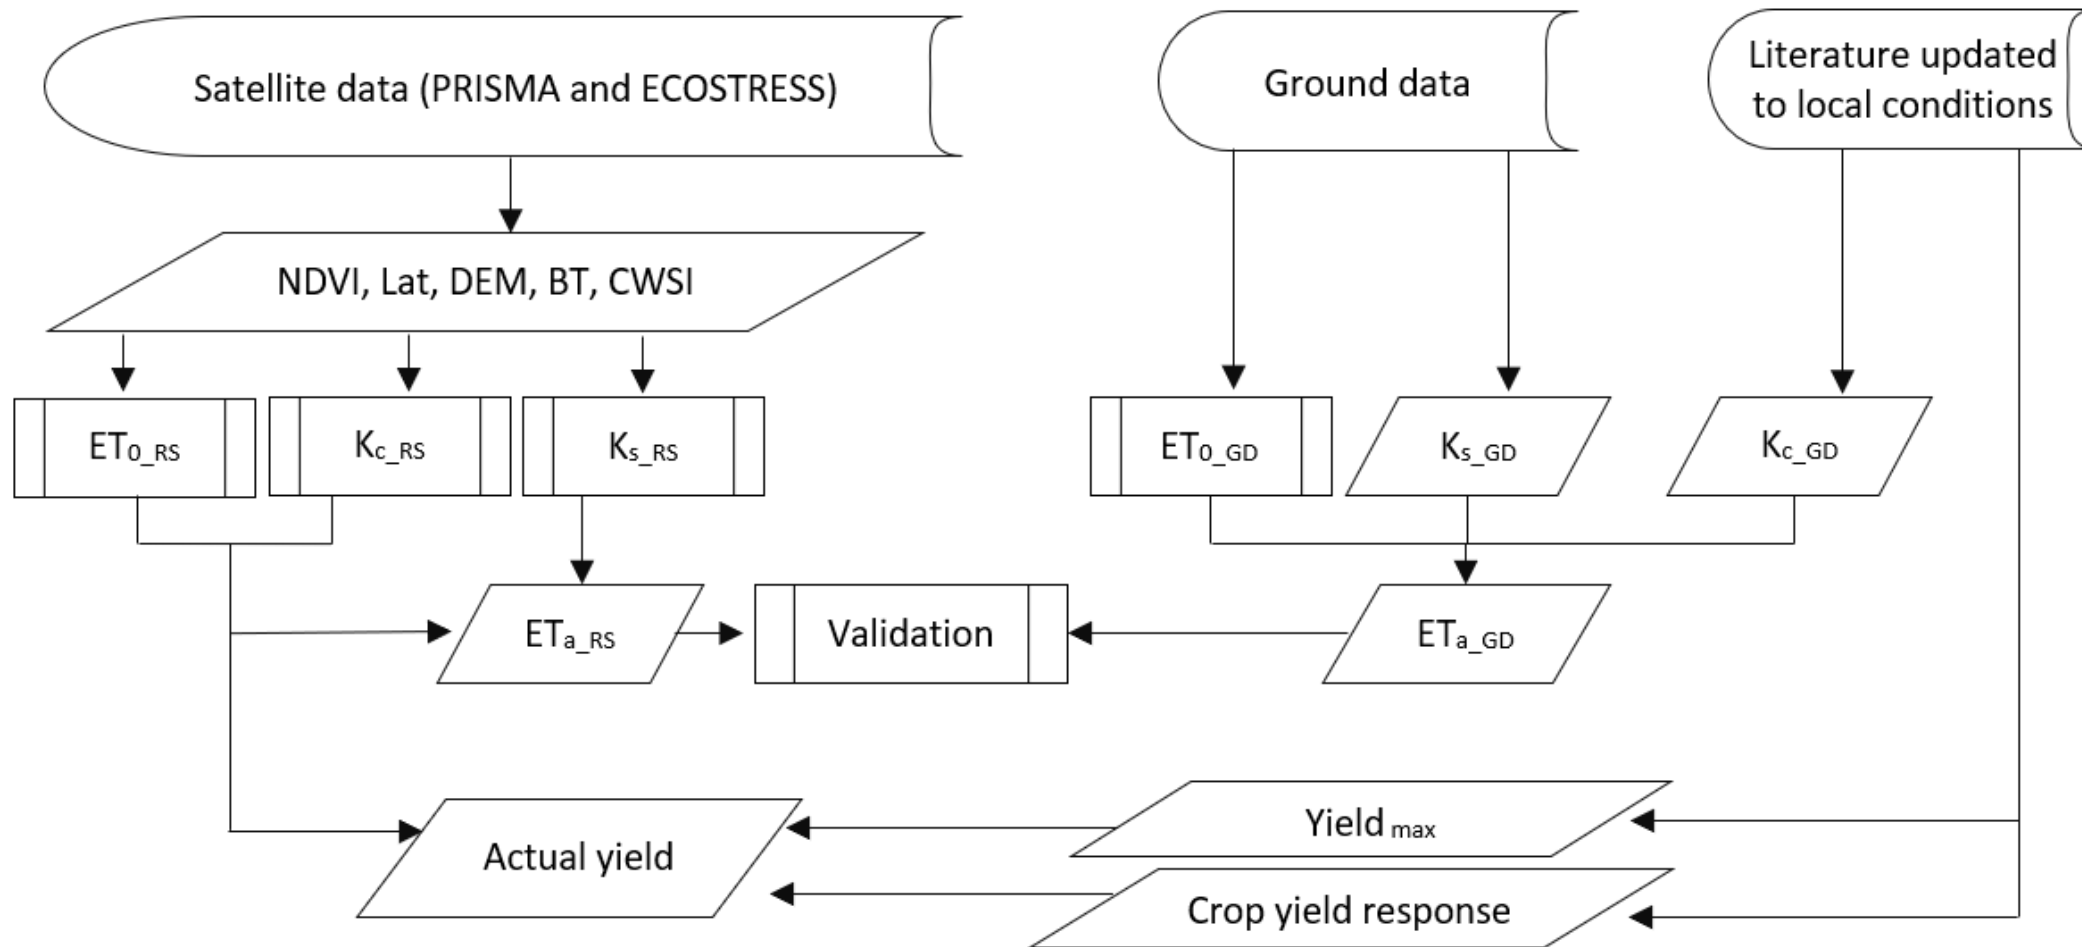 Satellite data (PRISMA and ECOSTRESS)
Ground data
Literature updated
to local conditions
NDVI, Lat, DEM, BT, CWSI
ET0_RS
Kc_RS
Ks_RS
ET0_GD
Ks_GD
Kc_GD
ETa_RS
Validation
ETa_GD
Yield max
Actual yield
Crop yield response